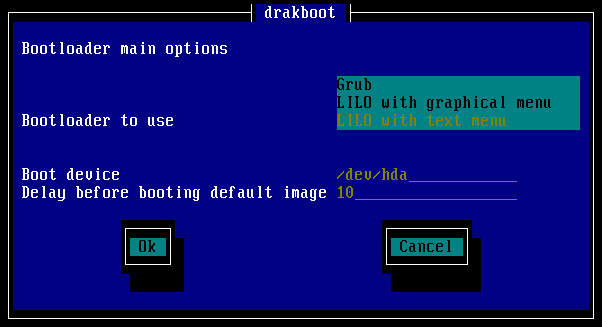 drakboot
Bootloader main options
Grub
LILO with graphical menu
Bootloader to use LILO with text menu
Boot device /dev/hda
Delay before booting default image 10
Ok Cancel